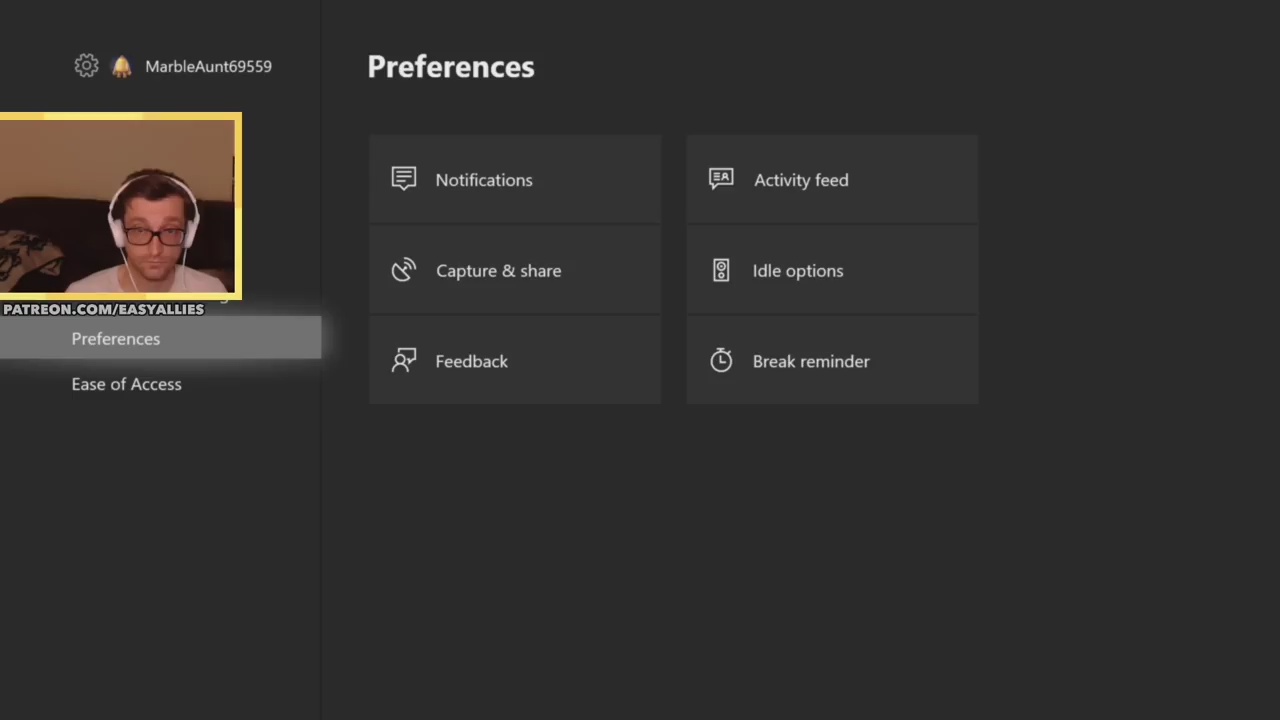 MarbleAunt69559
Preferences
Notifications
Activity feed
Capture & share
Idle options
Feedback
Break reminder
PATREON.COM/EASYALLIES
Preferences
Ease of Access